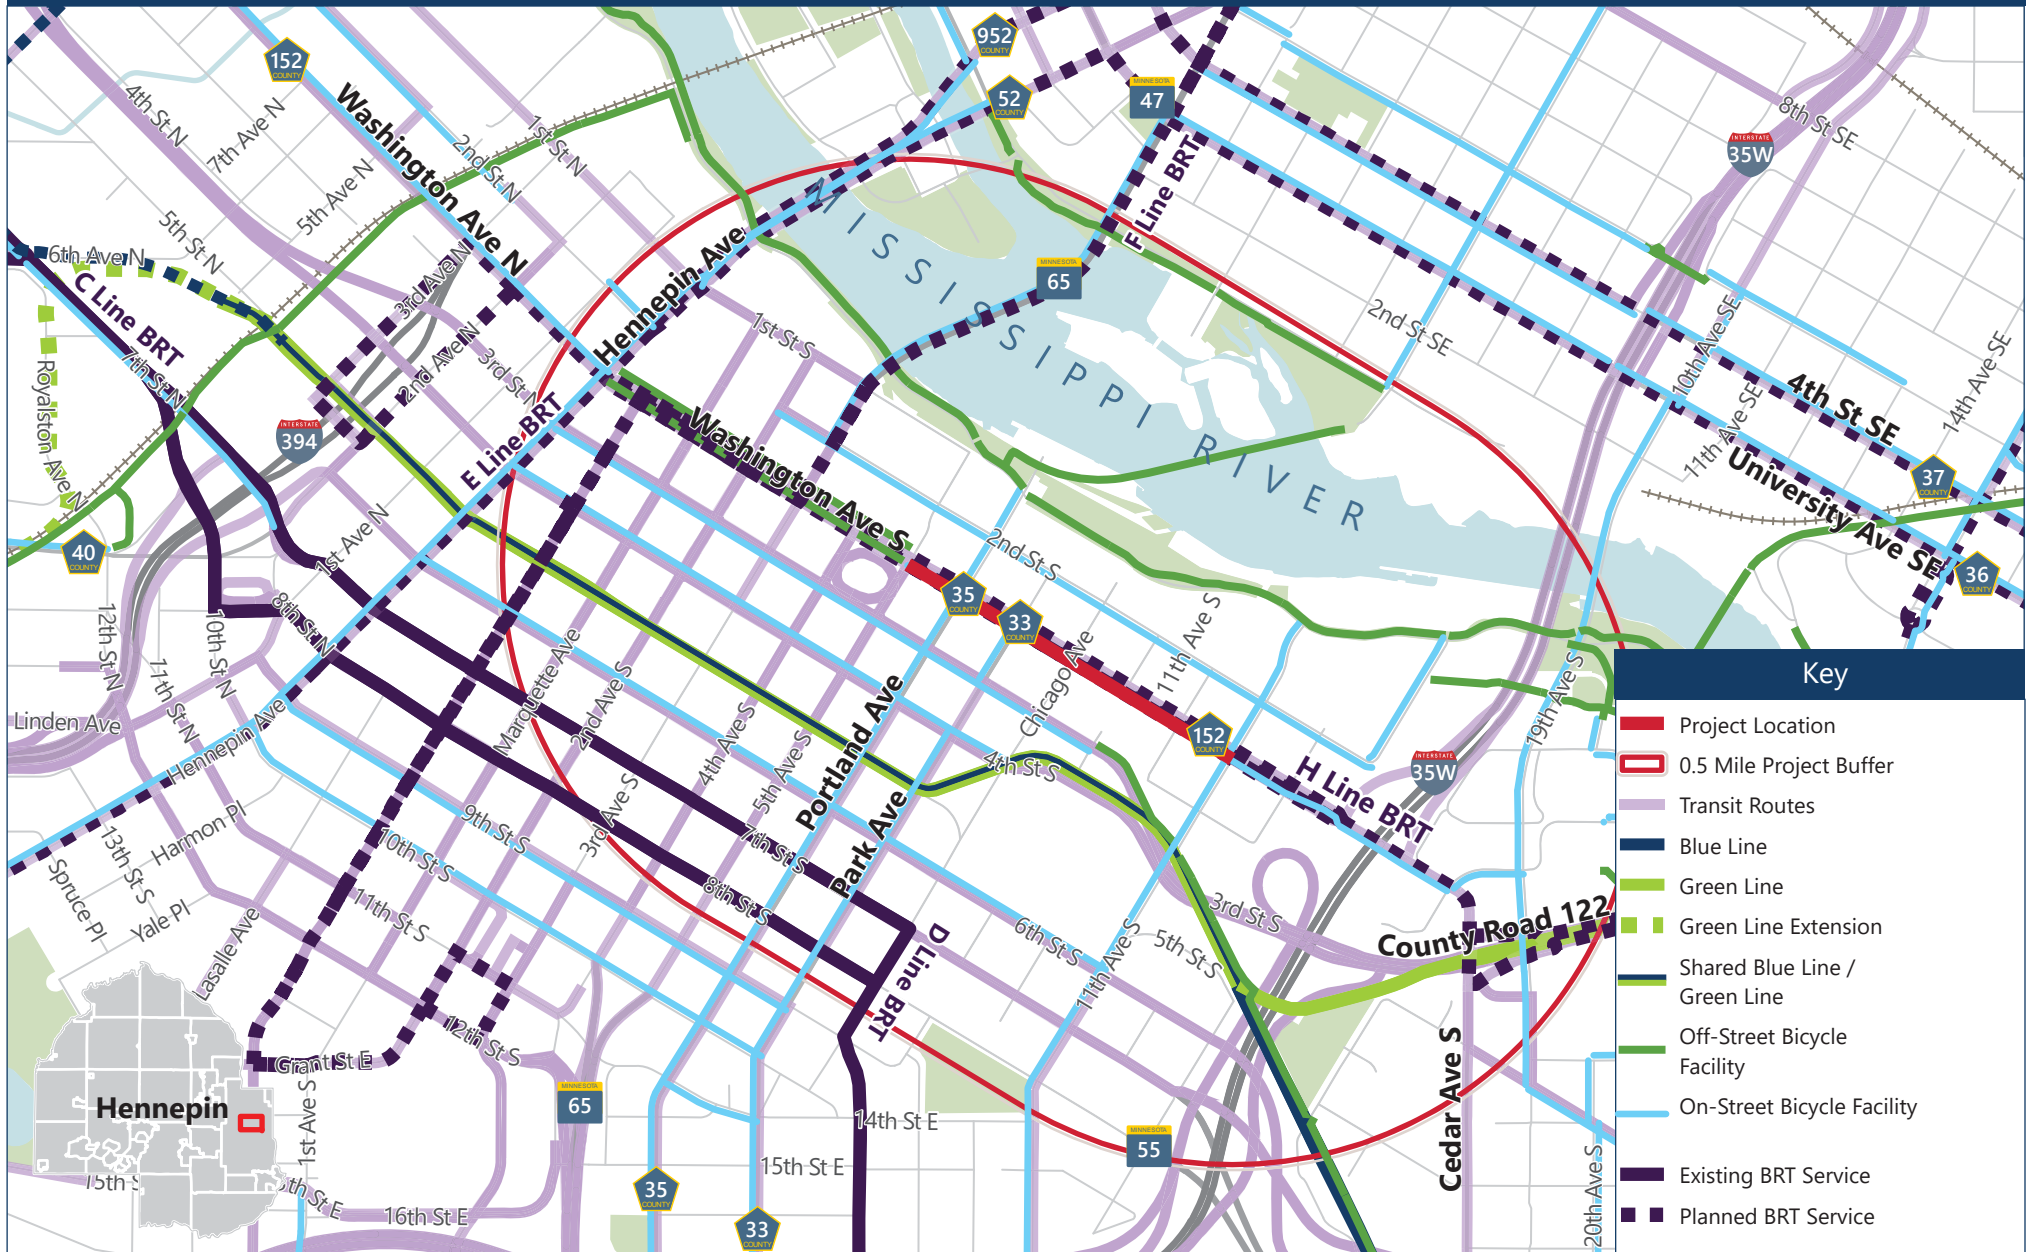 952
COUNTY
152
COUNTY
52
COUNTY
MINNESOTA
47
4th St N
7th Ave N
Washington Ave N
2nd St N
1st St N
8th St SE
INTERSTATE
35W
5th Ave N
5th St N
6th Ave N
3rd Ave N
2nd Ave N
3rd St N
Hennepin Ave
F Line BRT
MINNESOTA
65
MISSISSIPPI RIVER
1st St S
2nd St SE
10th Ave SE
11th Ave SE
14th Ave SE
4th St SE
University Ave SE
37
COUNTY
36
COUNTY
C Line BRT
7th St N
Royalston Ave N
INTERSTATE
394
E Line BRT
Washington Ave S
40
COUNTY
1st Ave N
8th St N
10th St N
12th St N
11th St N
Linden Ave
Hennepin Ave
Harmon Pl
13th St S
Spruce Pl
Yale Pl
Lasalle Ave
2nd St S
35
COUNTY
33
COUNTY
Chicago Ave
11th Ave S
152
COUNTY
19th Ave S
INTERSTATE
35W
H Line BRT
Marquette Ave
2nd Ave S
3rd Ave S
4th Ave S
5th Ave S
Portland Ave
Park Ave
4th St S
9th St S
10th St S
11th St S
12th St S
7th St S
8th St S
D Line BRT
6th St S
5th St S
3rd St S
11th Ave S
County Road 122
Cedar Ave S
20th Ave S
Grant St E
1st Ave S
MINNESOTA
65
14th St E
15th St E
16th St E
15th S
th St E
35
COUNTY
33
COUNTY
MINNESOTA
55
Hennepin
Key
Project Location
0.5 Mile Project Buffer
Transit Routes
Blue Line
Green Line
Green Line Extension
Shared Blue Line /
Green Line
Off-Street Bicycle
Facility
On-Street Bicycle Facility
Existing BRT Service
Planned BRT Service